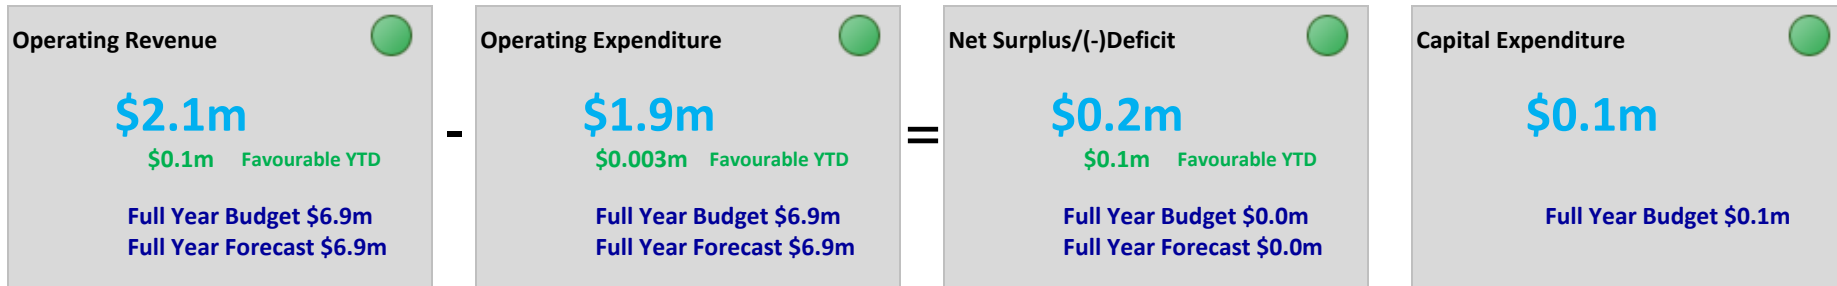 Operating Revenue
$2.1m
$0.1m Favourable YTD
Full Year Budget $6.9m
Full Year Forecast $6.9m
-
Operating Expenditure
$1.9m
$0.003m Favourable YTD
Full Year Budget $6.9m
Full Year Forecast $6.9m
=
Net Surplus/(-)Deficit
$0.2m
$0.1m Favourable YTD
Full Year Budget $0.0m
Full Year Forecast $0.0m
Capital Expenditure
$0.1m
Full Year Budget $0.1m